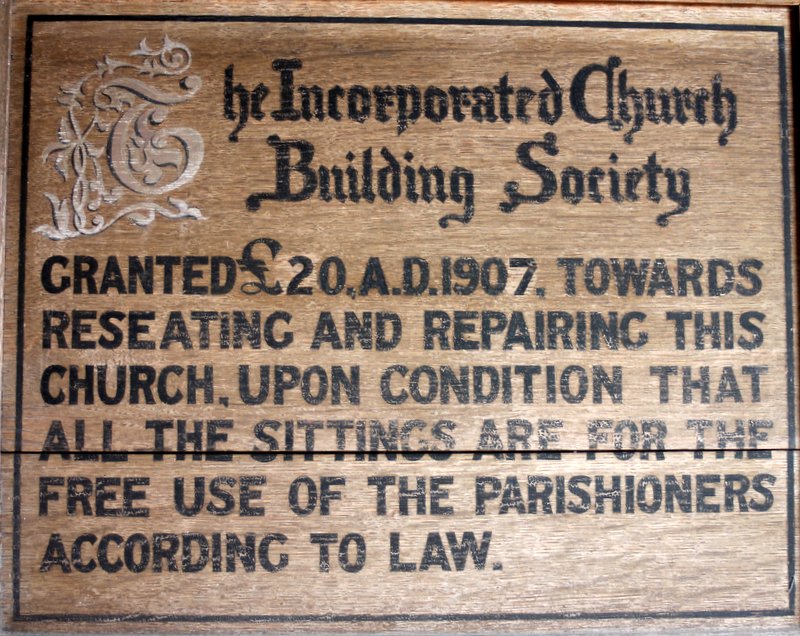 The Incorporated Church
Building Society
GRANTED £20, A.D. 1907, TOWARDS
RESEATING AND REPAIRING THIS
CHURCH, UPON CONDITION THAT
ALL THE SITTINGS ARE FOR THE
FREE USE OF THE PARISHIONERS
ACCORDING TO LAW.